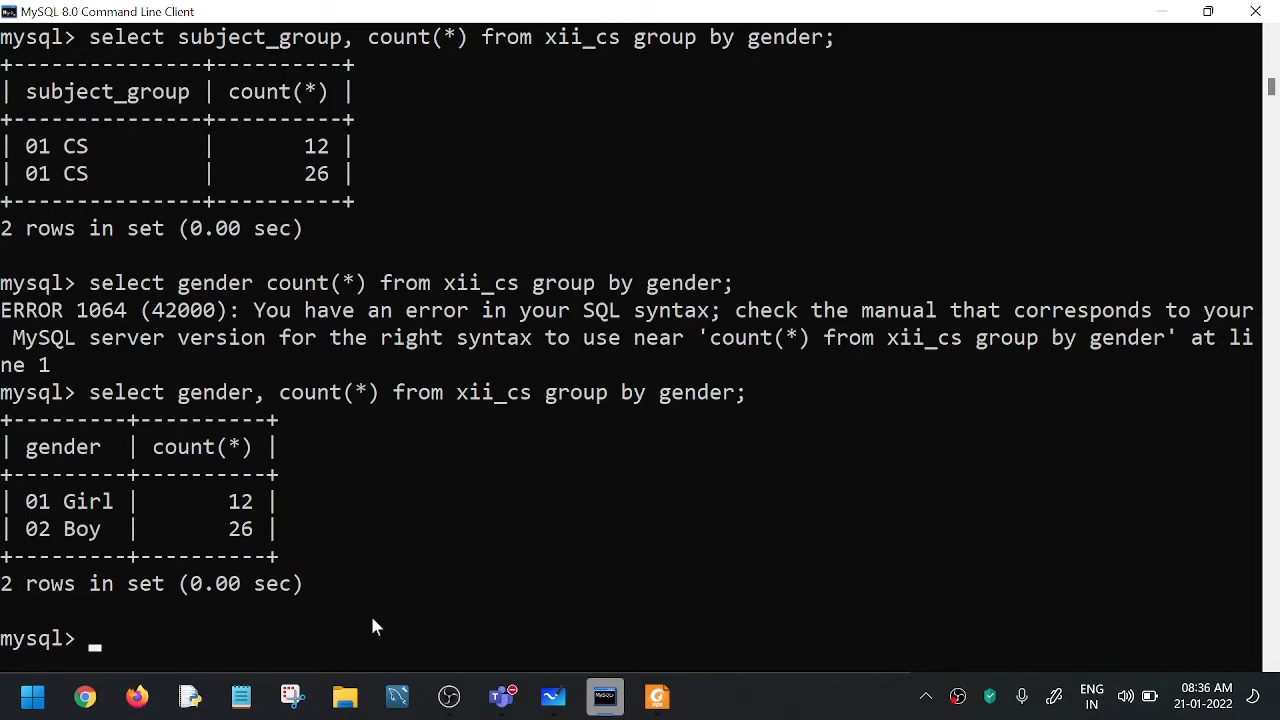 MySQL 8.0 Command Line Client
mysql> select subject_group, count(*) from xii_cs group by gender;
+---------------+----------+
| subject_group | count(*) |
+---------------+----------+
| 01 CS         |       12 |
| 01 CS         |       26 |
+---------------+----------+
2 rows in set (0.00 sec)
mysql> select gender count(*) from xii_cs group by gender;
ERROR 1064 (42000): You have an error in your SQL syntax; check the manual that corresponds to your
 MySQL server version for the right syntax to use near 'count(*) from xii_cs group by gender' at li
ne 1
mysql> select gender, count(*) from xii_cs group by gender;
+---------+----------+
| gender  | count(*) |
+---------+----------+
| 01 Girl |       12 |
| 02 Boy  |       26 |
+---------+----------+
2 rows in set (0.00 sec)
mysql>
ENG
IN
08:36 AM
21-01-2022